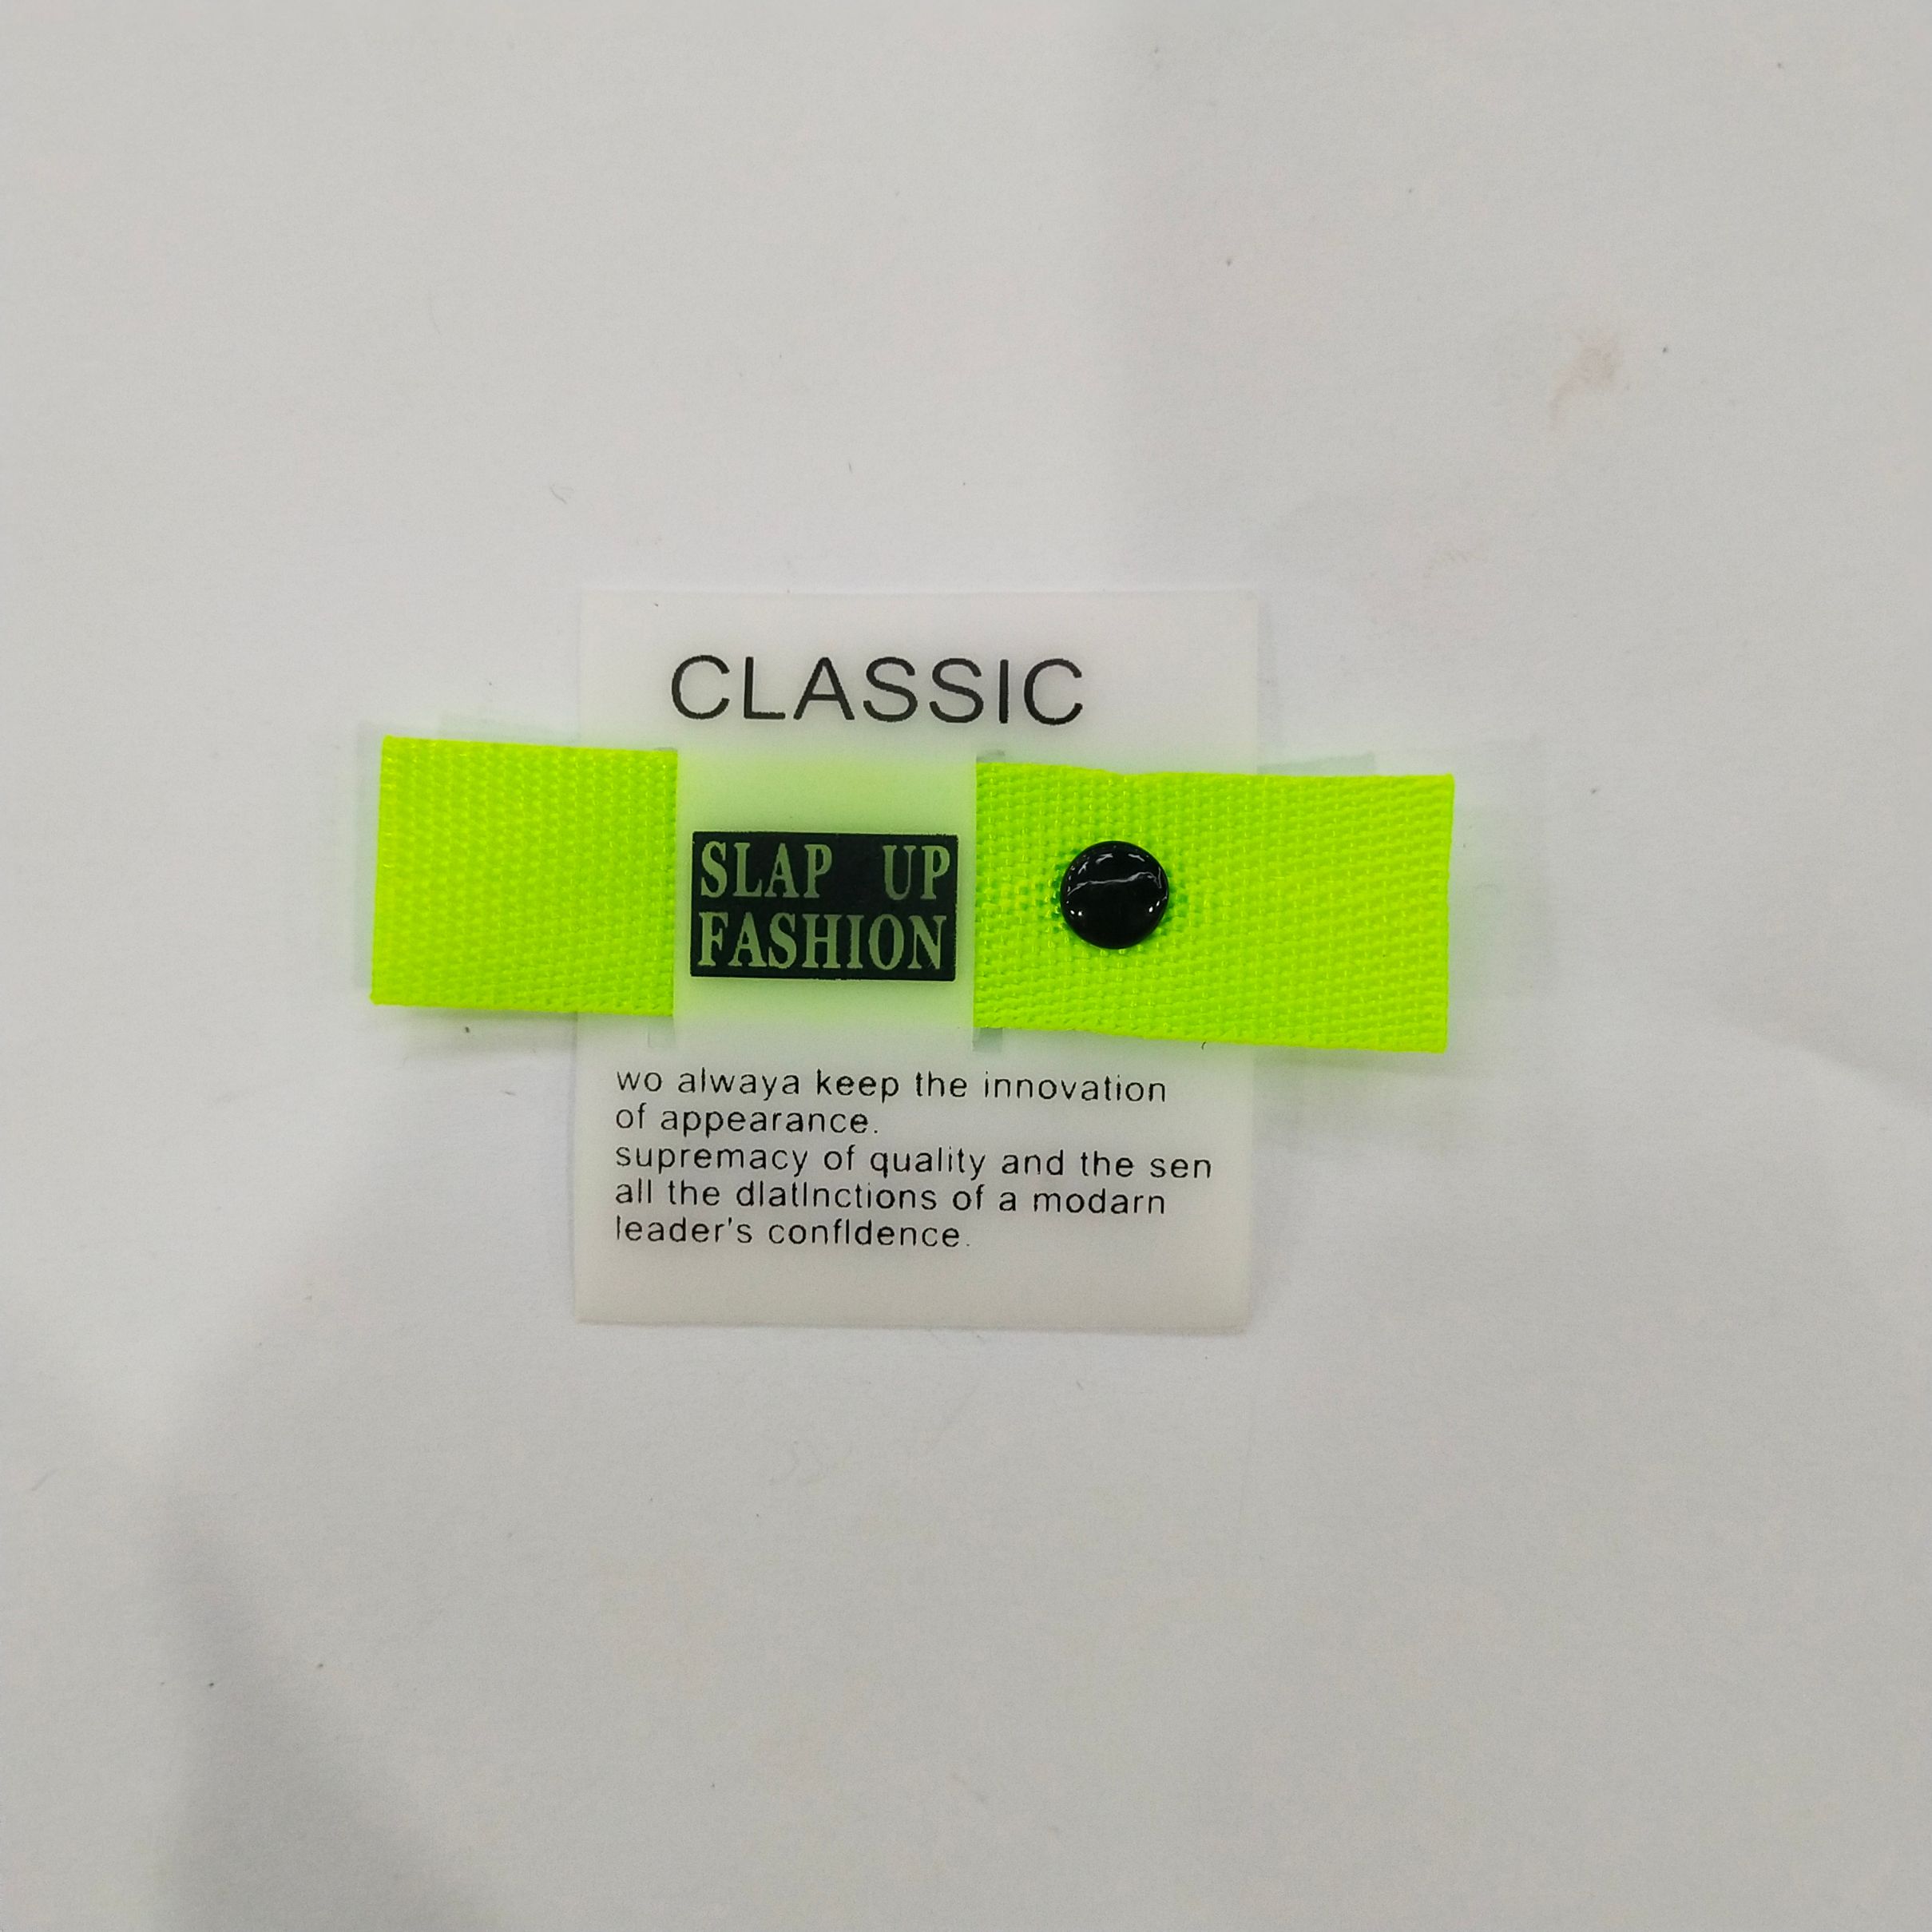 CLASSIC
SLAP UP
FASHION
wo alwaya keep the innovation
of appearance.
supremacy of quality and the sen
all the dlatlnctions of a modarn
leader's confldence.